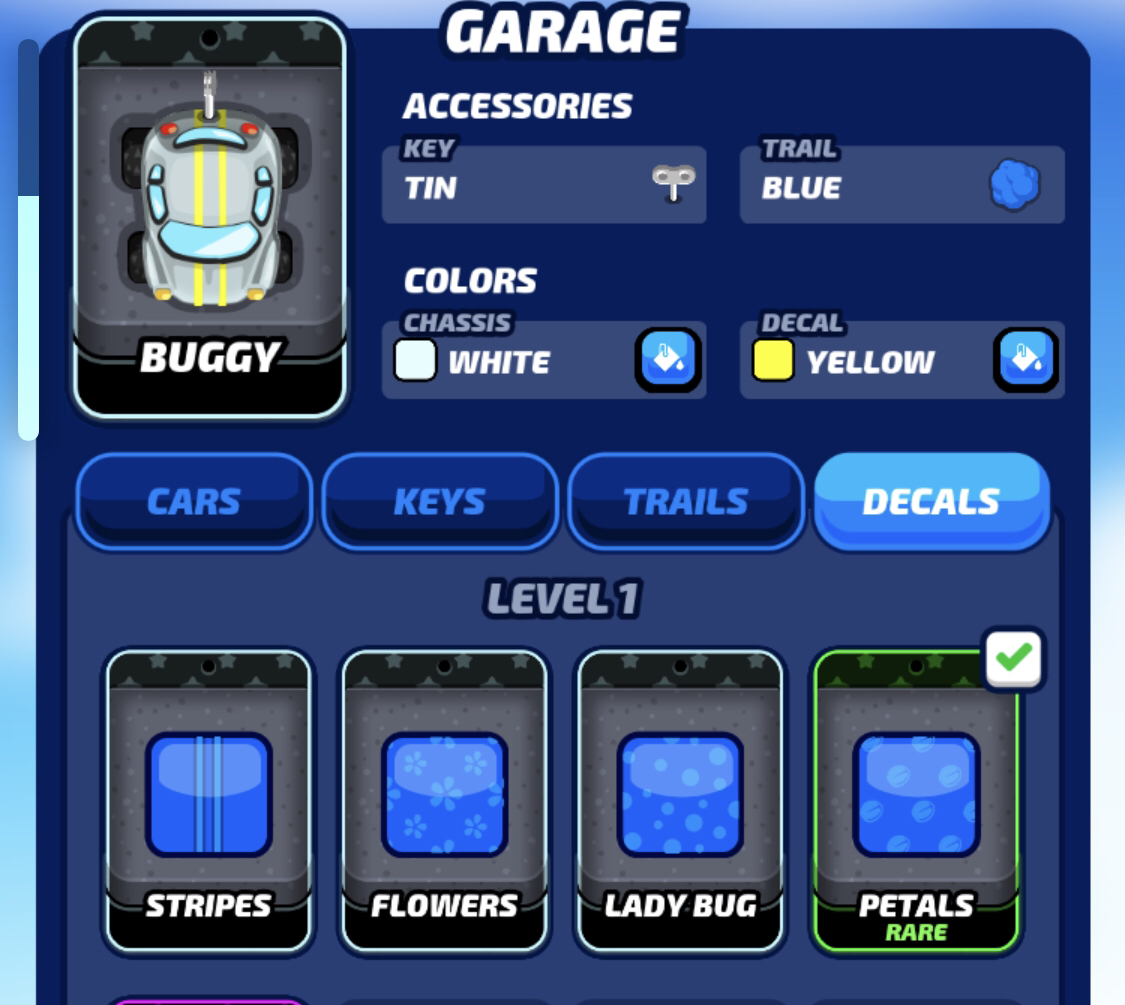 GARAGE
ACCESSORIES
KEY
TIN
TRAIL
BLUE
COLORS
CHASSIS
WHITE
DECAL
YELLOW
BUGGY
CARS
KEYS
TRAILS
DECALS
LEVEL 1
STRIPES
FLOWERS
LADY BUG
PETALS
RARE